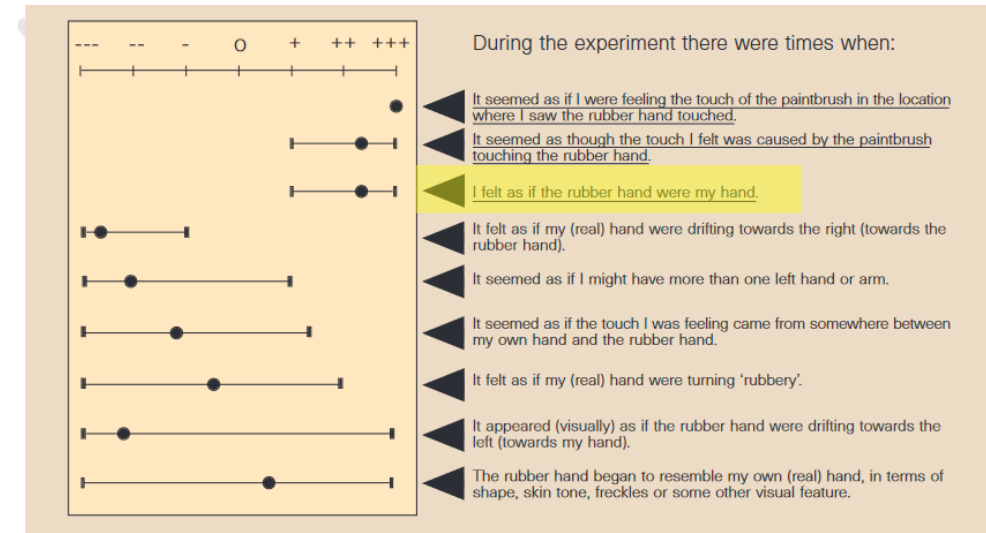 --- -- - O + ++ +++
During the experiment there were times when:
It seemed as if I were feeling the touch of the paintbrush in the location
where I saw the rubber hand touched.
It seemed as though the touch I felt was caused by the paintbrush
touching the rubber hand.
I felt as if the rubber hand were my hand.
It felt as if my (real) hand were drifting towards the right (towards the
rubber hand).
It seemed as if I might have more than one left hand or arm.
It seemed as if the touch I was feeling came from somewhere between
my own hand and the rubber hand.
It felt as if my (real) hand were turning ‘rubbery’.
It appeared (visually) as if the rubber hand were drifting towards the
left (towards my hand).
The rubber hand began to resemble my own (real) hand, in terms of
shape, skin tone, freckles or some other visual feature.